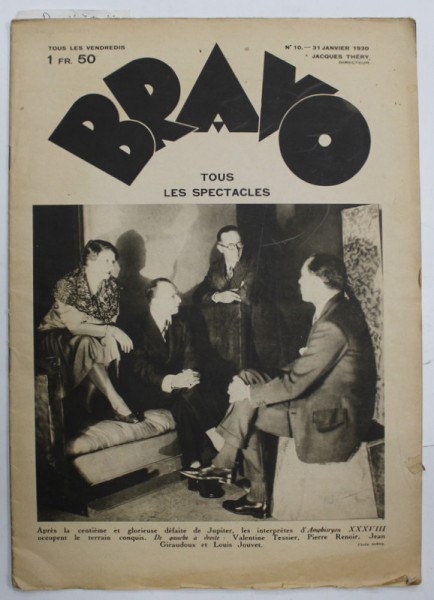 TOUS LES VENDREDIS
1 FR. 50
N° 10. — 31 JANVIER 1930
JACQUES THÉRY
DIRECTEUR
BRAVO
TOUS
LES SPECTACLES
Après la centième et glorieuse défaite de Jupiter, les interprètes d'Amphitryon XXXVIII
occupent le terrain conquis. De gauche à droite : Valentine Tessier, Pierre Renoir, Jean
Giraudoux et Louis Jouvet.